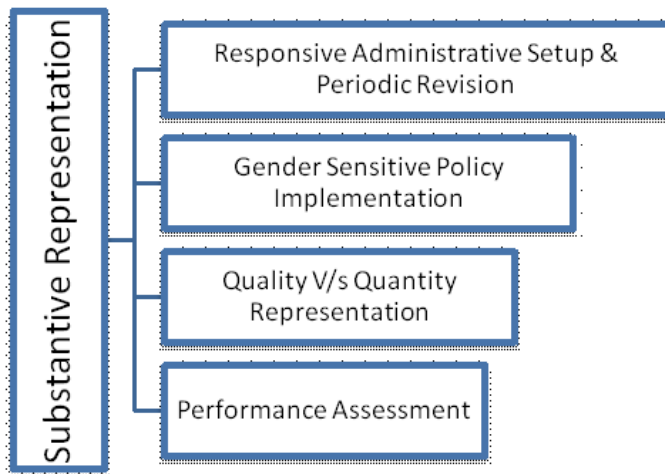 Substantive Representation
Responsive Administrative Setup &
Periodic Revision
Gender Sensitive Policy
Implementation
Quality V/s Quantity
Representation
Performance Assessment